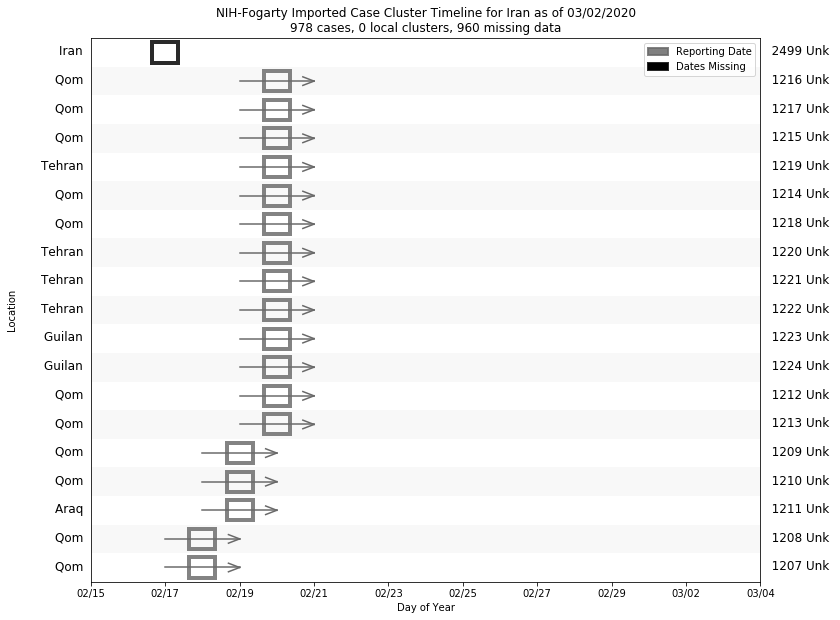 NIH-Fogarty Imported Case Cluster Timeline for Iran as of 03/02/2020
978 cases, 0 local clusters, 960 missing data
Reporting Date
Dates Missing
Iran 2499 Unk
Qom 1216 Unk
Qom 1217 Unk
Qom 1215 Unk
Tehran 1219 Unk
Qom 1214 Unk
Qom 1218 Unk
Tehran 1220 Unk
Tehran 1221 Unk
Tehran 1222 Unk
Guilan 1223 Unk
Guilan 1224 Unk
Qom 1212 Unk
Qom 1213 Unk
Qom 1209 Unk
Qom 1210 Unk
Araq 1211 Unk
Qom 1208 Unk
Qom 1207 Unk
Location
02/15 02/17 02/19 02/21 02/23 02/25 02/27 02/29 03/02 03/04
Day of Year